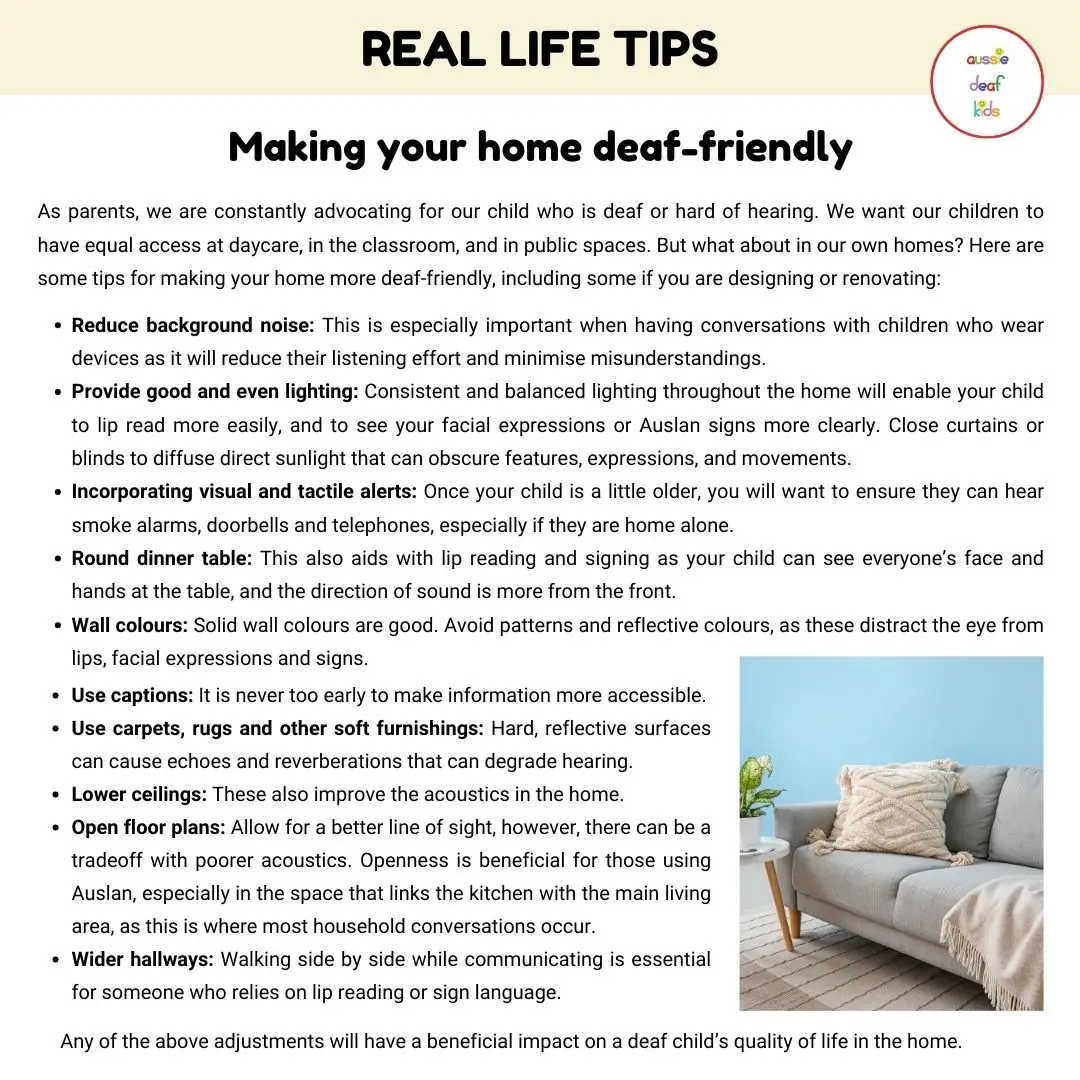 REAL LIFE TIPS
aussie
deaf
kids
Making your home deaf-friendly
As parents, we are constantly advocating for our child who is deaf or hard of hearing. We want our children to
have equal access at daycare, in the classroom, and in public spaces. But what about in our own homes? Here are
some tips for making your home more deaf-friendly, including some if you are designing or renovating:
• Reduce background noise: This is especially important when having conversations with children who wear
devices as it will reduce their listening effort and minimise misunderstandings.
• Provide good and even lighting: Consistent and balanced lighting throughout the home will enable your child
to lip read more easily, and to see your facial expressions or Auslan signs more clearly. Close curtains or
blinds to diffuse direct sunlight that can obscure features, expressions, and movements.
• Incorporating visual and tactile alerts: Once your child is a little older, you will want to ensure they can hear
smoke alarms, doorbells and telephones, especially if they are home alone.
• Round dinner table: This also aids with lip reading and signing as your child can see everyone’s face and
hands at the table, and the direction of sound is more from the front.
• Wall colours: Solid wall colours are good. Avoid patterns and reflective colours, as these distract the eye from
lips, facial expressions and signs.
• Use captions: It is never too early to make information more accessible.
• Use carpets, rugs and other soft furnishings: Hard, reflective surfaces
can cause echoes and reverberations that can degrade hearing.
• Lower ceilings: These also improve the acoustics in the home.
• Open floor plans: Allow for a better line of sight, however, there can be a
tradeoff with poorer acoustics. Openness is beneficial for those using
Auslan, especially in the space that links the kitchen with the main living
area, as this is where most household conversations occur.
• Wider hallways: Walking side by side while communicating is essential
for someone who relies on lip reading or sign language.
Any of the above adjustments will have a beneficial impact on a deaf child’s quality of life in the home.